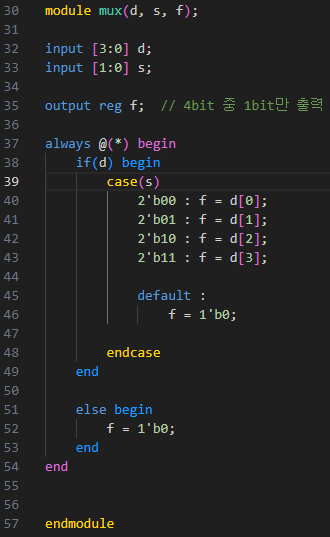 30 module mux(d, s, f);
31
32 input [3:0] d;
33 input [1:0] s;
34
35 output reg f;  // 4bit 중 1bit만 출력
36
37 always @(*) begin
38     if(d) begin
39         case(s)
40             2'b00 : f = d[0];
41             2'b01 : f = d[1];
42             2'b10 : f = d[2];
43             2'b11 : f = d[3];
44
45             default :
46                 f = 1'b0;
47
48         endcase
49     end
50
51     else begin
52         f = 1'b0;
53     end
54 end
55
56
57 endmodule